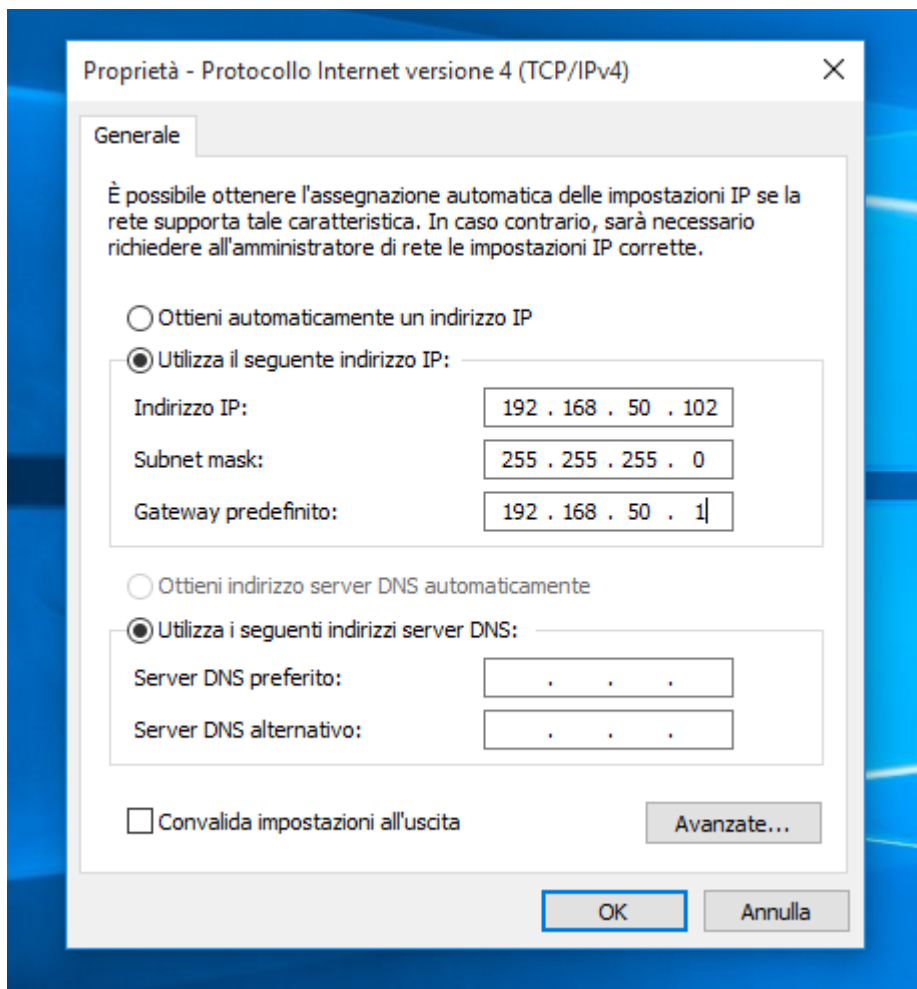 Proprietà - Protocollo Internet versione 4 (TCP/IPv4)
Generale
È possibile ottenere l'assegnazione automatica delle impostazioni IP se la
rete supporta tale caratteristica. In caso contrario, sarà necessario
richiedere all'amministratore di rete le impostazioni IP corrette.
Ottieni automaticamente un indirizzo IP
Utilizza il seguente indirizzo IP:
Indirizzo IP: 192 . 168 . 50 . 102
Subnet mask: 255 . 255 . 255 . 0
Gateway predefinito: 192 . 168 . 50 . 1
Ottieni indirizzo server DNS automaticamente
Utilizza i seguenti indirizzi server DNS:
Server DNS preferito: . . .
Server DNS alternativo: . . .
Convalida impostazioni all'uscita
Avanzate...
OK Annulla